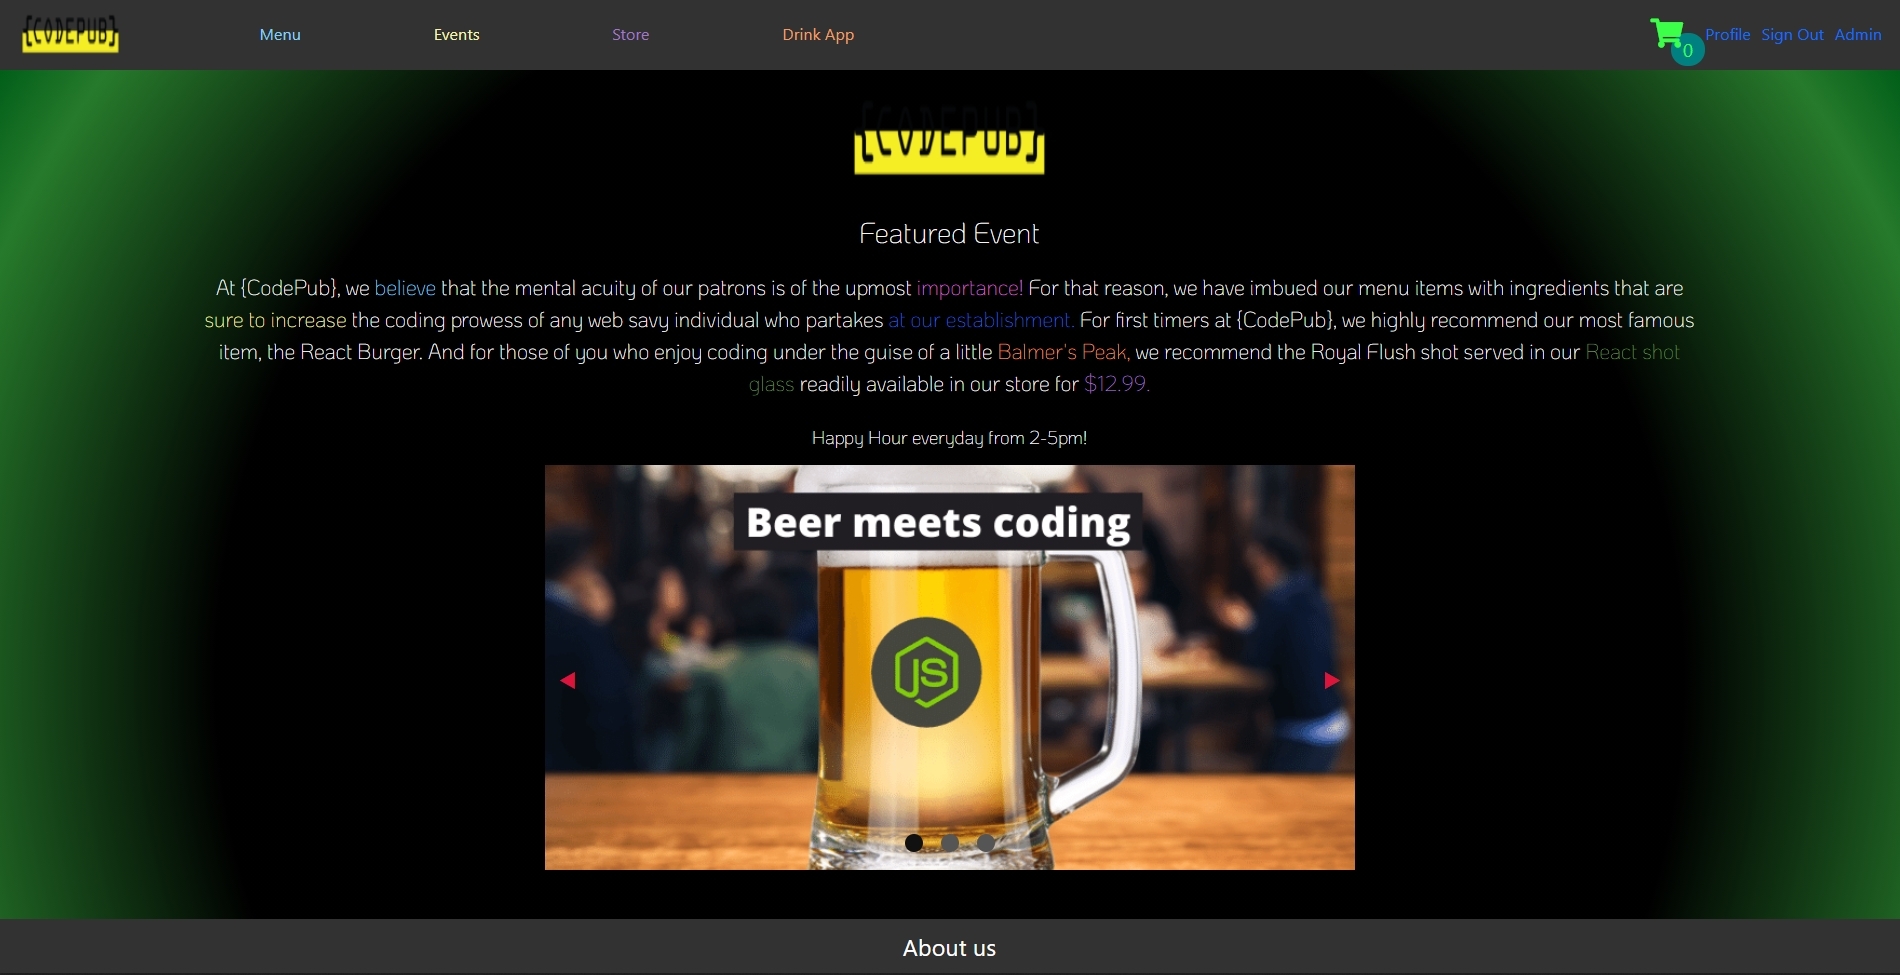 {CODEPUB}
Menu
Events
Store
Drink App
0
Profile
Sign Out
Admin
{CODEPUB}
Featured Event
At {CodePub}, we believe that the mental acuity of our patrons is of the upmost importance! For that reason, we have imbued our menu items with ingredients that are
sure to increase the coding prowess of any web savy individual who partakes at our establishment. For first timers at {CodePub}, we highly recommend our most famous
item, the React Burger. And for those of you who enjoy coding under the guise of a little Balmer's Peak, we recommend the Royal Flush shot served in our React shot
glass readily available in our store for $12.99.
Happy Hour everyday from 2-5pm!
Beer meets coding
JS
About us